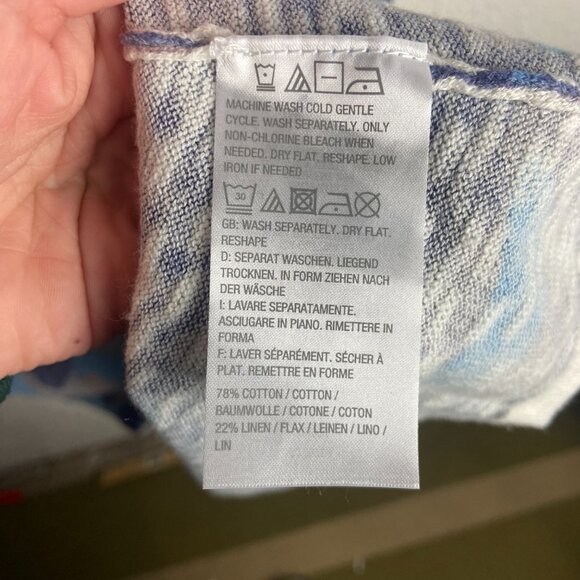 MACHINE WASH COLD GENTLE
CYCLE. WASH SEPARATELY. ONLY
NON-CHLORINE BLEACH WHEN
NEEDED. DRY FLAT. RESHAPE. LOW
IRON IF NEEDED
30
GB: WASH SEPARATELY. DRY FLAT.
RESHAPE
D: SEPARAT WASCHEN. LIEGEND
TROCKNEN. IN FORM ZIEHEN NACH
DER WÄSCHE
I: LAVARE SEPARATAMENTE.
ASCIUGARE IN PIANO. RIMETTERE IN
FORMA
F: LAVER SÉPARÉMENT. SÉCHER À
PLAT. REMETTRE EN FORME
78% COTTON / COTTON /
BAUMWOLLE / COTONE / COTON
22% LINEN / FLAX / LEINEN / LINO /
LIN